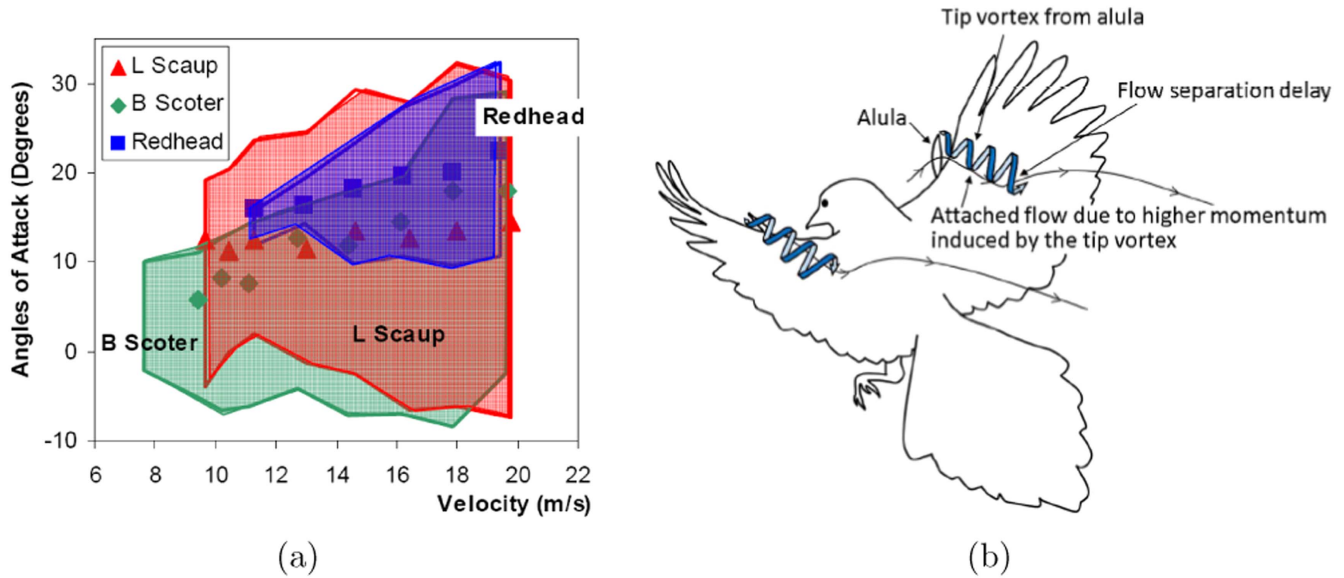 Angles of Attack (Degrees)
30
20
10
0
-10
L Scaup
B Scoter
Redhead
Redhead
B Scoter
L Scaup
6
8
10
12
14
16
18
20
22
Velocity (m/s)
(a)
Tip vortex from alula
Flow separation delay
Alula
Attached flow due to higher momentum
induced by the tip vortex
(b)